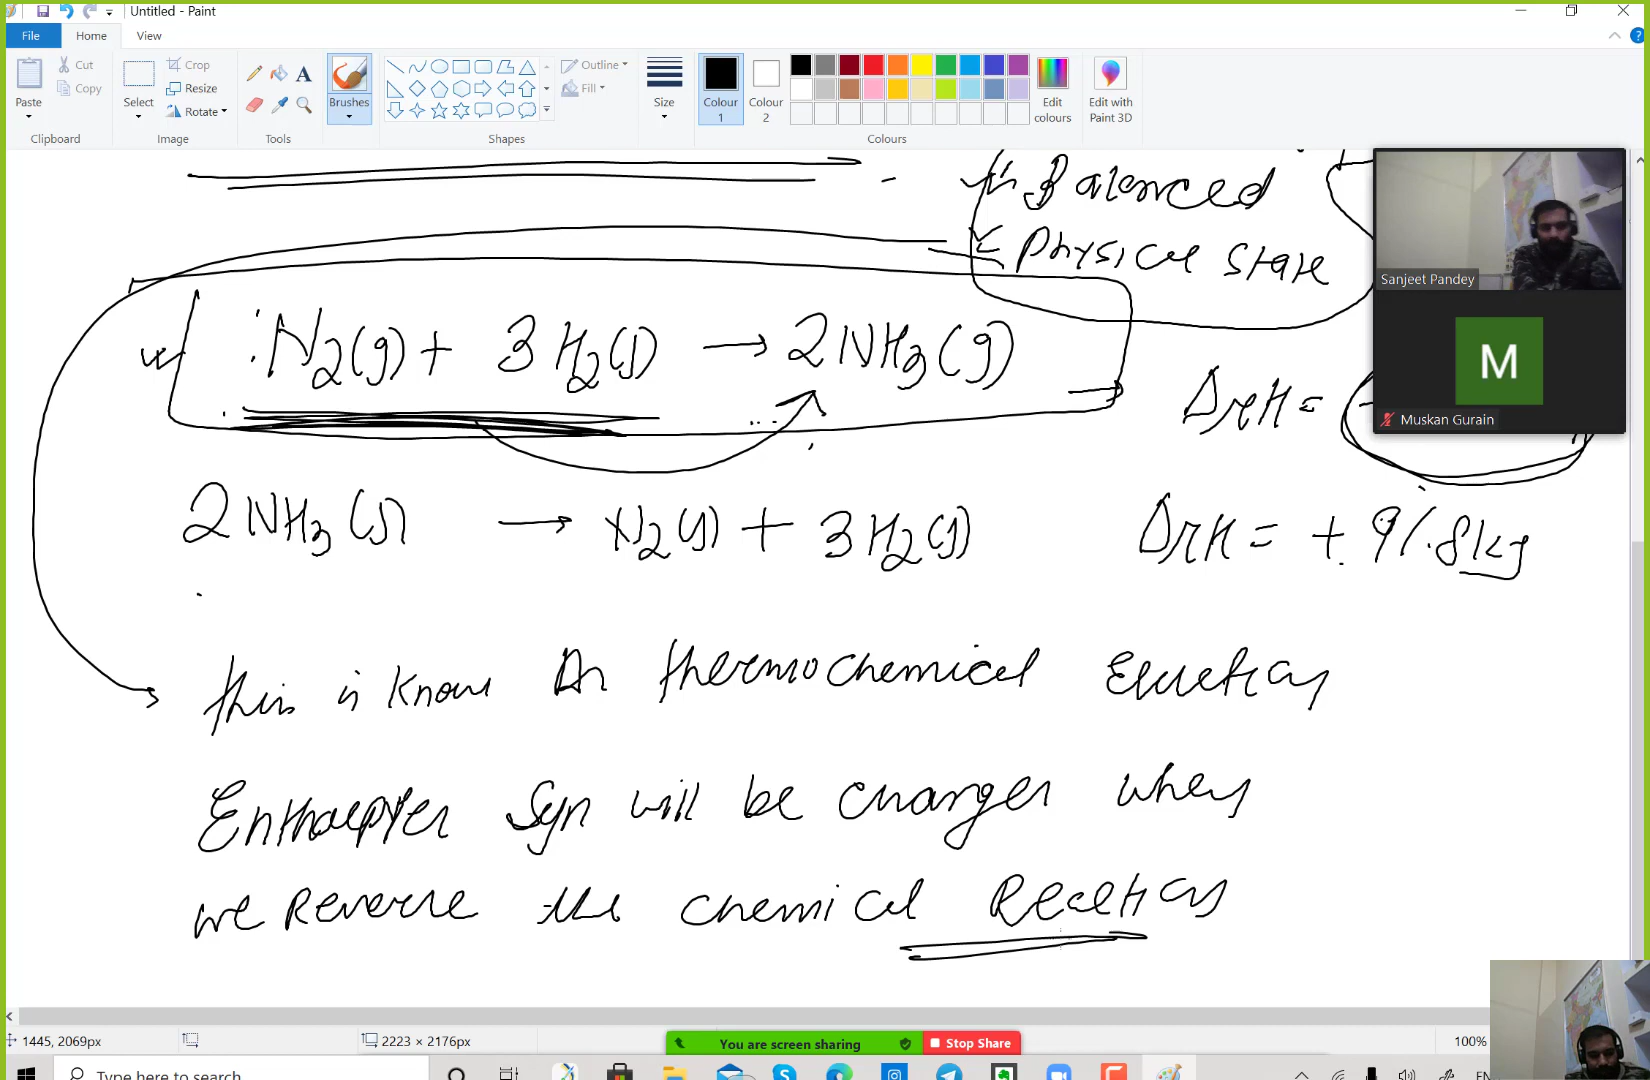 Untitled - Paint
File Home View
Cut
Copy
Paste
Clipboard
Crop
Resize
Rotate
Select
Image
Tools
Brushes
Shapes
Outline
Fill
Size
Colour 1
Colour 2
Edit colours
Edit with Paint 3D
Colours
Balanced
Physical State
Sanjeet Pandey
M
Muskan Gurain
N2(g) + 3H2(g) → 2NH3(g)
ΔrH =
2NH3(g) → N2(g) + 3H2(g) ΔrH = + 91.8kg
this is know As thermochemical Equation
Enthalpy Syn will be changer when
we Reverse the chemical Reaction
1445, 2069px
2223 × 2176px
You are screen sharing
Stop Share
100%
Type here to search